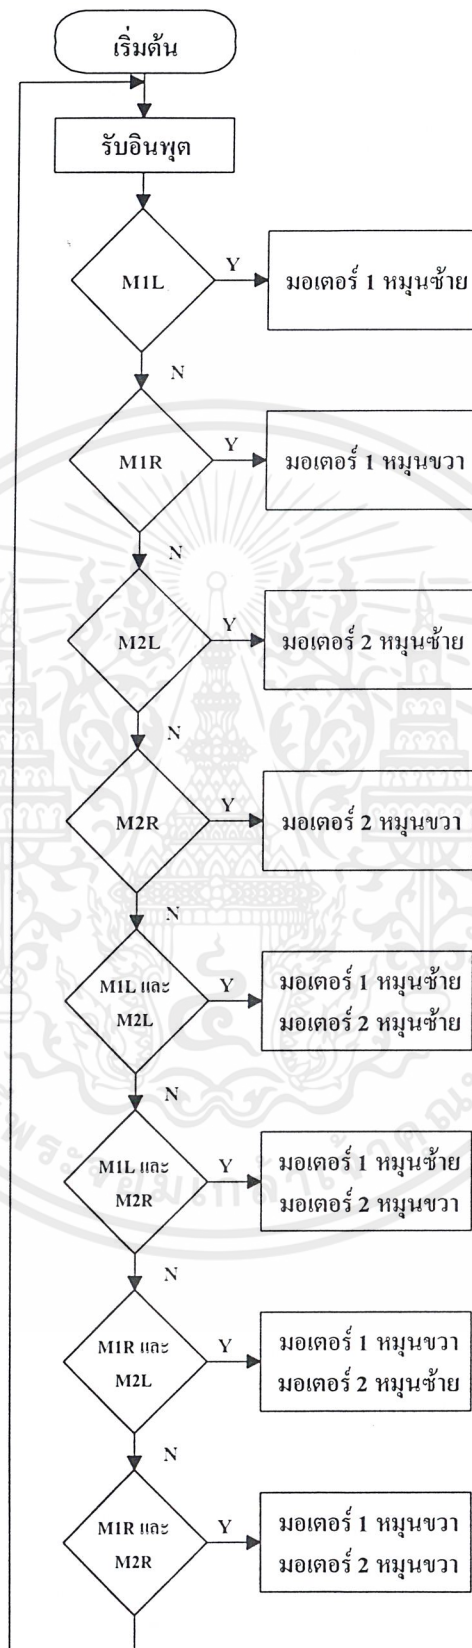 เริ่มต้น
รับอินพุต
M1L
Y
มอเตอร์ 1 หมุนซ้าย
N
M1R
Y
มอเตอร์ 1 หมุนขวา
N
M2L
Y
มอเตอร์ 2 หมุนซ้าย
N
M2R
Y
มอเตอร์ 2 หมุนขวา
N
M1L และ
M2L
Y
มอเตอร์ 1 หมุนซ้าย
มอเตอร์ 2 หมุนซ้าย
N
M1L และ
M2R
Y
มอเตอร์ 1 หมุนซ้าย
มอเตอร์ 2 หมุนขวา
N
M1R และ
M2L
Y
มอเตอร์ 1 หมุนขวา
มอเตอร์ 2 หมุนซ้าย
N
M1R และ
M2R
Y
มอเตอร์ 1 หมุนขวา
มอเตอร์ 2 หมุนขวา